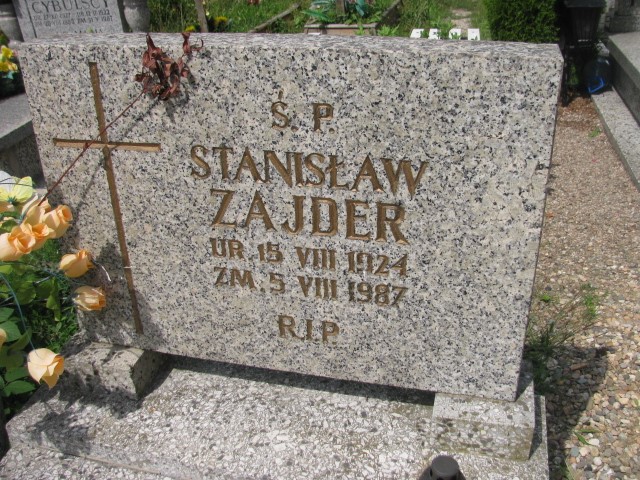 Ś. P.
STANISŁAW
ZAJDER
UR 15 VIII 1924
ZM. 5 VIII 1987
R.I.P